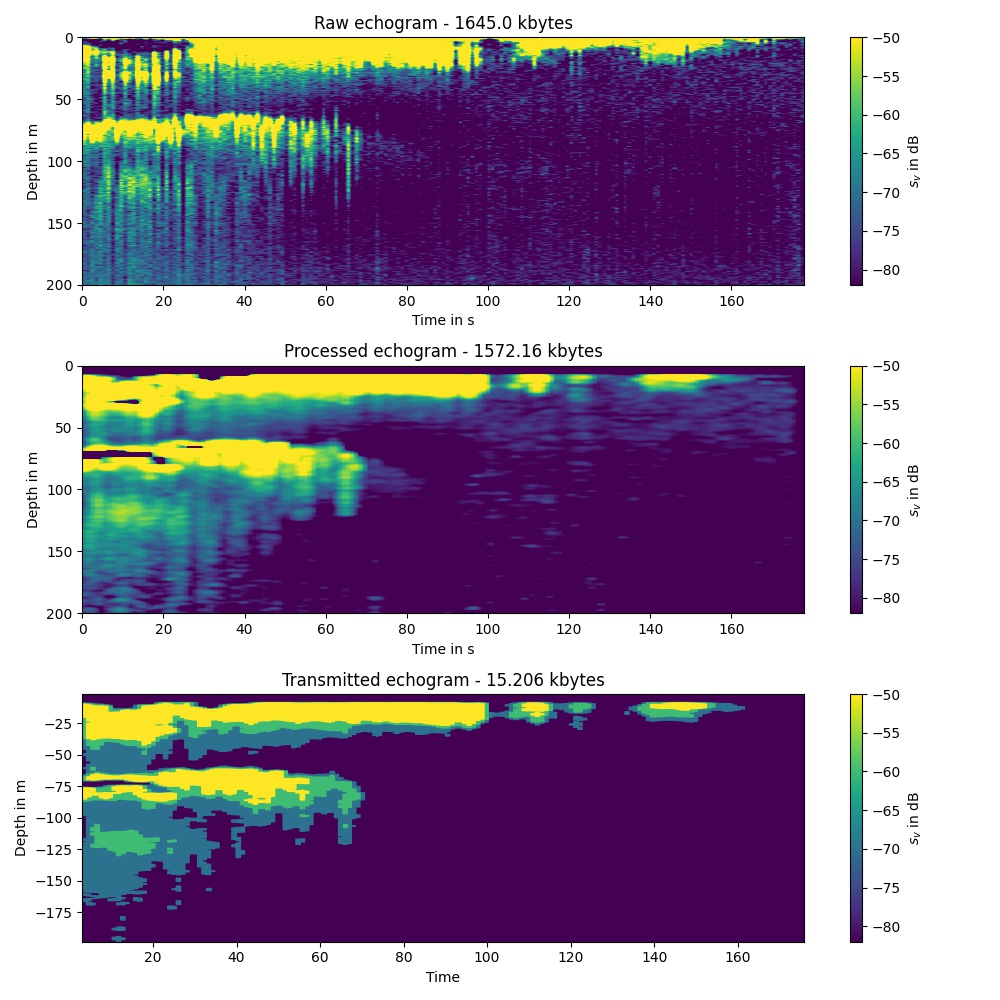 Raw echogram - 1645.0 kbytes
0
50
100
150
200
Depth in m
0 20 40 60 80 100 120 140 160
Time in s
−50
−55
−60
−65
−70
−75
−80
sv in dB
Processed echogram - 1572.16 kbytes
0
50
100
150
200
Depth in m
0 20 40 60 80 100 120 140 160
Time in s
−50
−55
−60
−65
−70
−75
−80
sv in dB
Transmitted echogram - 15.206 kbytes
−25
−50
−75
−100
−125
−150
−175
Depth in m
20 40 60 80 100 120 140 160
Time
−50
−55
−60
−65
−70
−75
−80
sv in dB